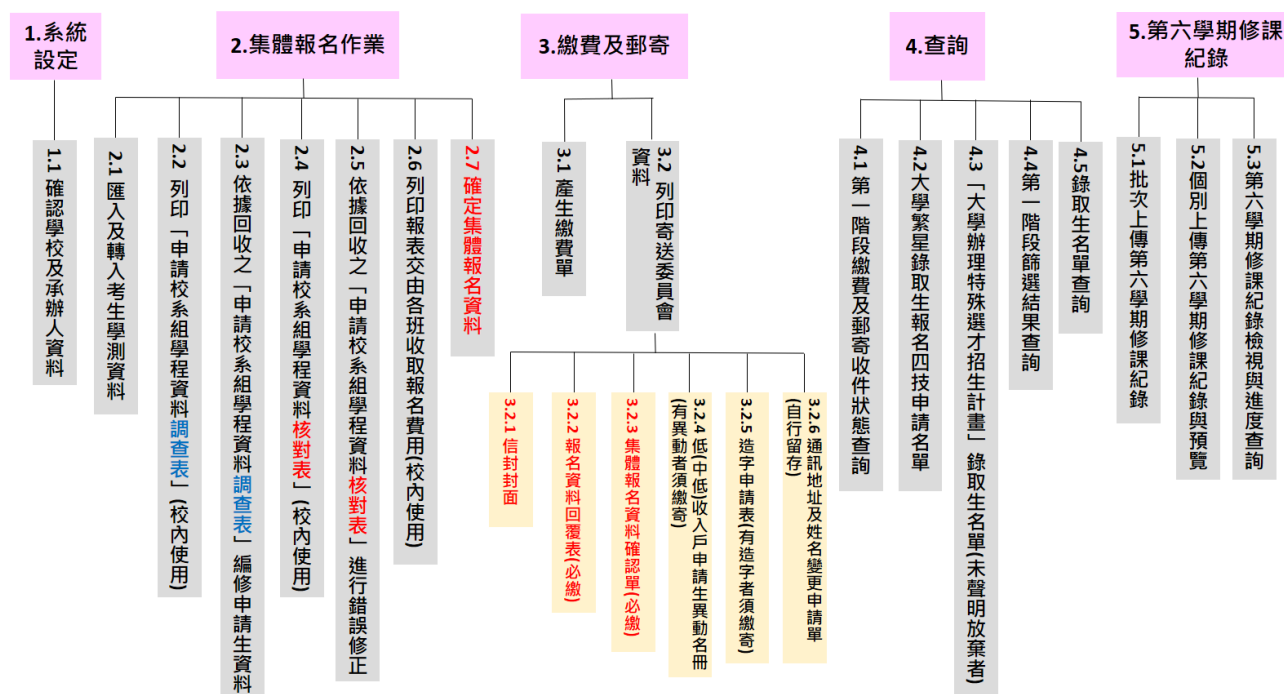 1.系統
設定
2.集體報名作業
3.繳費及郵寄
4.查詢
5.第六學期修課
紀錄
1.1 確認學校及承辦人資料
2.1 匯入及轉入考生學測資料
2.2 列印「申請校系組學程資料調查表」(校內使用)
2.3 依據回收之「申請校系組學程資料調查表」編修申請生資料
2.4 列印「申請校系組學程資料核對表」(校內使用)
2.5 依據回收之「申請校系組學程資料核對表」進行錯誤修正
2.6 列印報表交由各班收取報名費用(校內使用)
2.7 確定集體報名資料
3.1 產生繳費單
3.2 列印寄送委員會
資料
3.2.1 信封封面
3.2.2 報名資料回覆表(必繳)
3.2.3 集體報名資料確認單(必繳)
3.2.4 低(中低)收入戶申請生異動名冊
(有異動者須繳寄)
3.2.5 造字申請表(有造字者須繳寄)
3.2.6 通訊地址及姓名變更申請單
(自行留存)
4.1 第一階段繳費及郵寄收件狀態查詢
4.2大學繁星錄取生報名四技申請名單
4.3 「大學辦理特殊選才招生計畫」錄取生名單(未聲明放棄者)
4.4第一階段篩選結果查詢
4.5錄取生名單查詢
5.1批次上傳第六學期修課紀錄
5.2個別上傳第六學期修課紀錄與預覽
5.3第六學期修課紀錄檢視與進度查詢